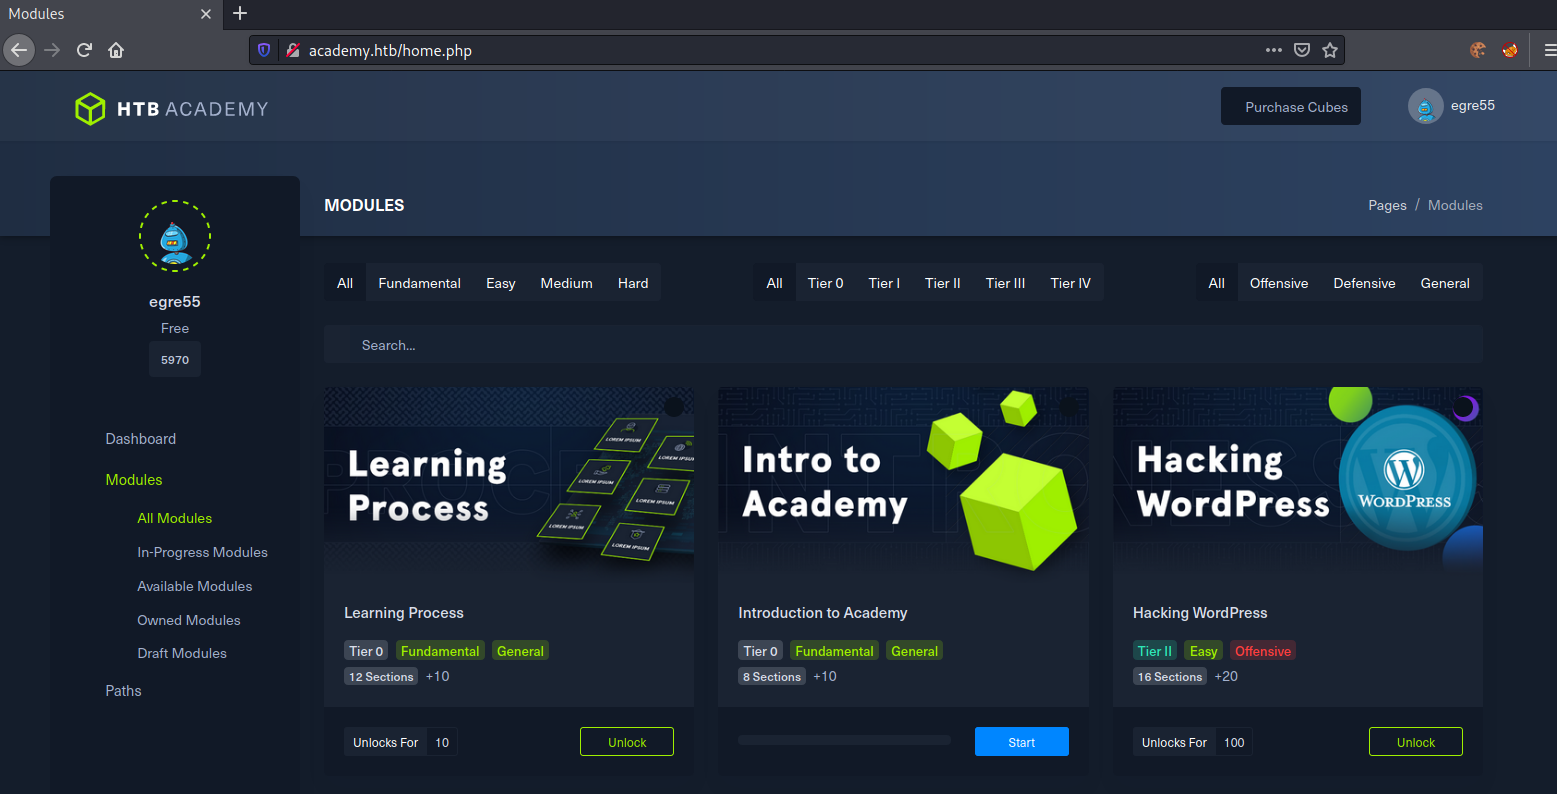 Modules
academy.htb/home.php
HTB ACADEMY
Purchase Cubes
egre55
MODULES
Pages / Modules
egre55
Free
5970
Dashboard
Modules
All Modules
In-Progress Modules
Available Modules
Owned Modules
Draft Modules
Paths
All Fundamental Easy Medium Hard
All Tier 0 Tier I Tier II Tier III Tier IV
All Offensive Defensive General
Search...
Learning
Process
LOREM IPSUM
LOREM IPSU
LOREM IPSUM
LOREM IPSUM
LOREM IPSUM
LOREM IPSUM
Learning Process
Tier 0 Fundamental General
12 Sections +10
Unlocks For 10
Unlock
Intro to
Academy
Introduction to Academy
Tier 0 Fundamental General
8 Sections +10
Start
Hacking
WordPress
WORDPRESS
Hacking WordPress
Tier II Easy Offensive
16 Sections +20
Unlocks For 100
Unlock